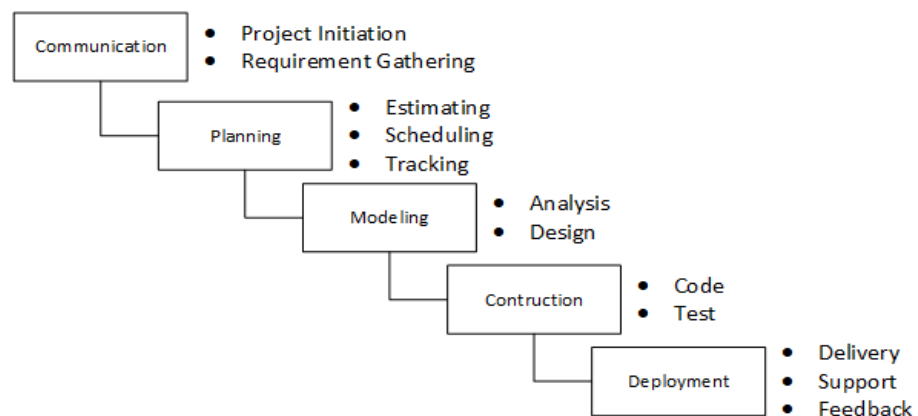 Communication
• Project Initiation
• Requirement Gathering
Planning
• Estimating
• Scheduling
• Tracking
Modeling
• Analysis
• Design
Contruction
• Code
• Test
Deployment
• Delivery
• Support
• Feedback